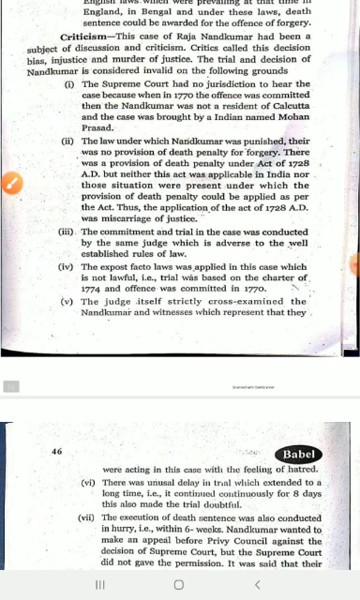 English laws which were prevailing at that time in
England, in Bengal and under these laws, death
sentence could be awarded for the offence of forgery.
Criticism—This case of Raja Nandkumar had been a
subject of discussion and criticism. Critics called this decision
bias, injustice and murder of justice. The trial and decision of
Nandkumar is considered invalid on the following grounds
(i) The Supreme Court had no jurisdiction to hear the
case because when in 1770 the offence was committed
then the Nandkumar was not a resident of Calcutta
and the case was brought by a Indian named Mohan
Prasad.
(ii) The law under which Nandkumar was punished, their
was no provision of death penalty for forgery. There
was a provision of death penalty under Act of 1728
A.D. but neither this act was applicable in India nor
those situation were present under which the
provision of death penalty could be applied as per
the Act. Thus, the application of the act of 1728 A.D.
was miscarriage of justice.
(iii) The commitment and trial in the case was conducted
by the same judge which is adverse to the well
established rules of law.
(iv) The expost facto laws was applied in this case which
is not lawful, i.e., trial was based on the charter of
1774 and offence was committed in 1770.
(v) The judge itself strictly cross-examined the
Nandkumar and witnesses which represent that they
46
Babel
were acting in this case with the feeling of hatred.
(vi) There was unusal delay in trial which extended to a
long time, i.e., it continued continuously for 8 days
this also made the trial doubtful.
(vii) The execution of death sentence was also conducted
in hurry, i.e., within 6- weeks. Nandkumar wanted to
make an appeal before Privy Council against the
decision of Supreme Court, but the Supreme Court
did not gave the permission. It was said that their